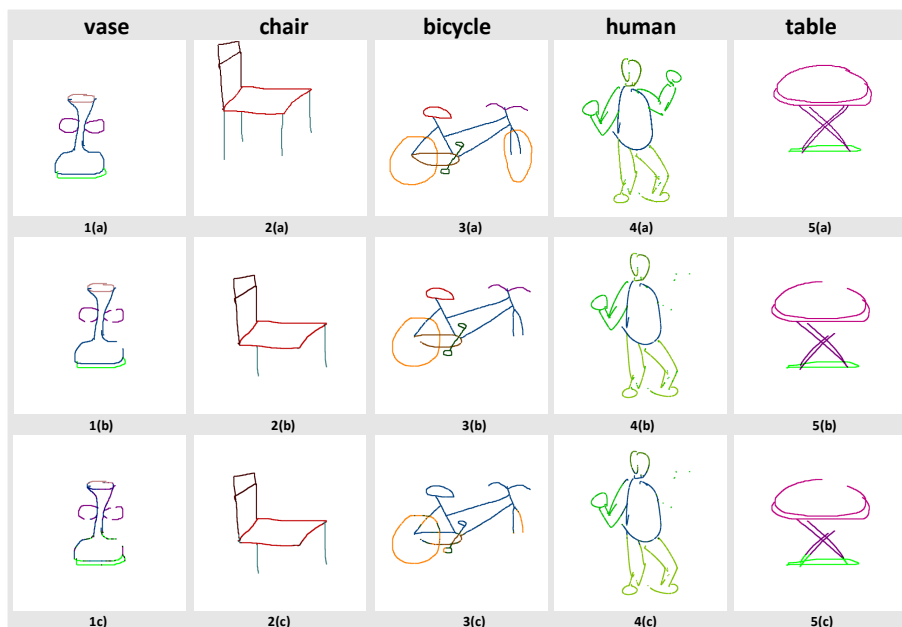 vase chair bicycle human table
1(a) 2(a) 3(a) 4(a) 5(a)
1(b) 2(b) 3(b) 4(b) 5(b)
1c) 2(c) 3(c) 4(c) 5(c)